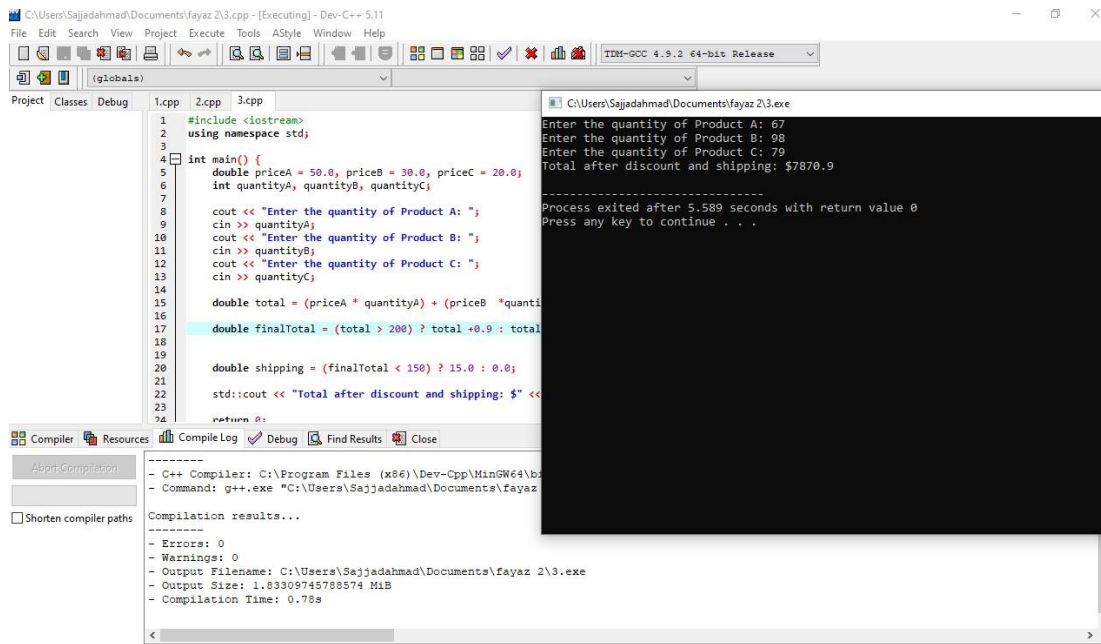 C:\Users\Sajjadahmad\Documents\fayaz 2\3.cpp - [Executing] - Dev-C++ 5.11
File Edit Search View Project Execute Tools AStyle Window Help
TDM-GCC 4.9.2 64-bit Release
(globals)
Project Classes Debug
1.cpp 2.cpp 3.cpp
1 #include <iostream>
2 using namespace std;
3
4 int main() {
5 double priceA = 50.0, priceB = 30.0, priceC = 20.0;
6 int quantityA, quantityB, quantityC;
7
8 cout << "Enter the quantity of Product A: ";
9 cin >> quantityA;
10 cout << "Enter the quantity of Product B: ";
11 cin >> quantityB;
12 cout << "Enter the quantity of Product C: ";
13 cin >> quantityC;
14
15 double total = (priceA * quantityA) + (priceB *quanti
16
17 double finalTotal = (total > 200) ? total +0.9 : total
18
19
20 double shipping = (finalTotal < 150) ? 15.0 : 0.0;
21
22 std::cout << "Total after discount and shipping: $" <<
23
24 return 0;
C:\Users\Sajjadahmad\Documents\fayaz 2\3.exe
Enter the quantity of Product A: 67
Enter the quantity of Product B: 98
Enter the quantity of Product C: 79
Total after discount and shipping: $7870.9
--------------------------------
Process exited after 5.589 seconds with return value 0
Press any key to continue . . .
Compiler Resources Compile Log Debug Find Results Close
Abort Compilation
Shorten compiler paths
--------
- C++ Compiler: C:\Program Files (x86)\Dev-Cpp\MinGW64\bi
- Command: g++.exe "C:\Users\Sajjadahmad\Documents\fayaz
Compilation results...
--------
- Errors: 0
- Warnings: 0
- Output Filename: C:\Users\Sajjadahmad\Documents\fayaz 2\3.exe
- Output Size: 1.83309745788574 MiB
- Compilation Time: 0.78s